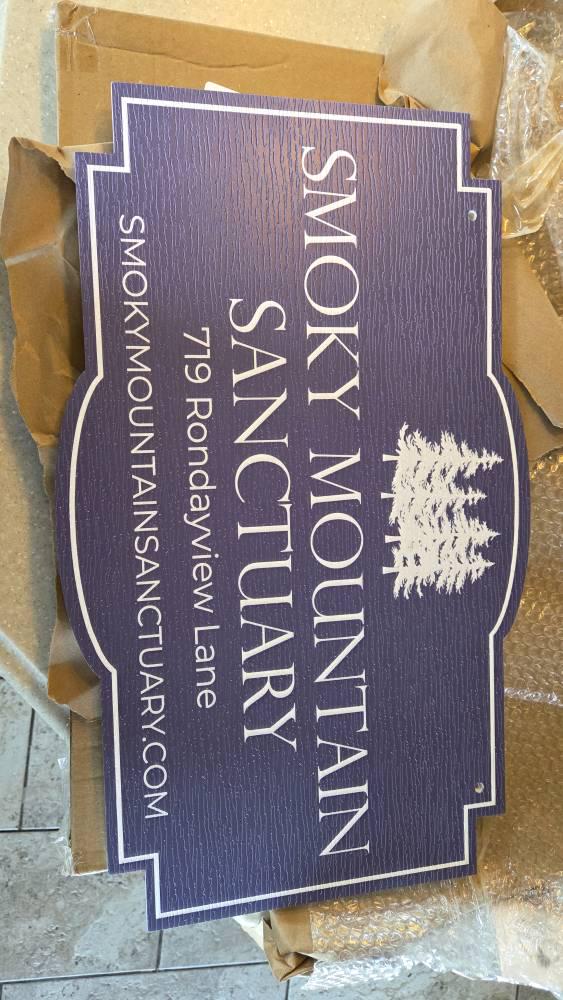 SMOKY MOUNTAIN
SANCTUARY
719 Rondayview Lane
SMOKYMOUNTAINSANCTUARY.COM